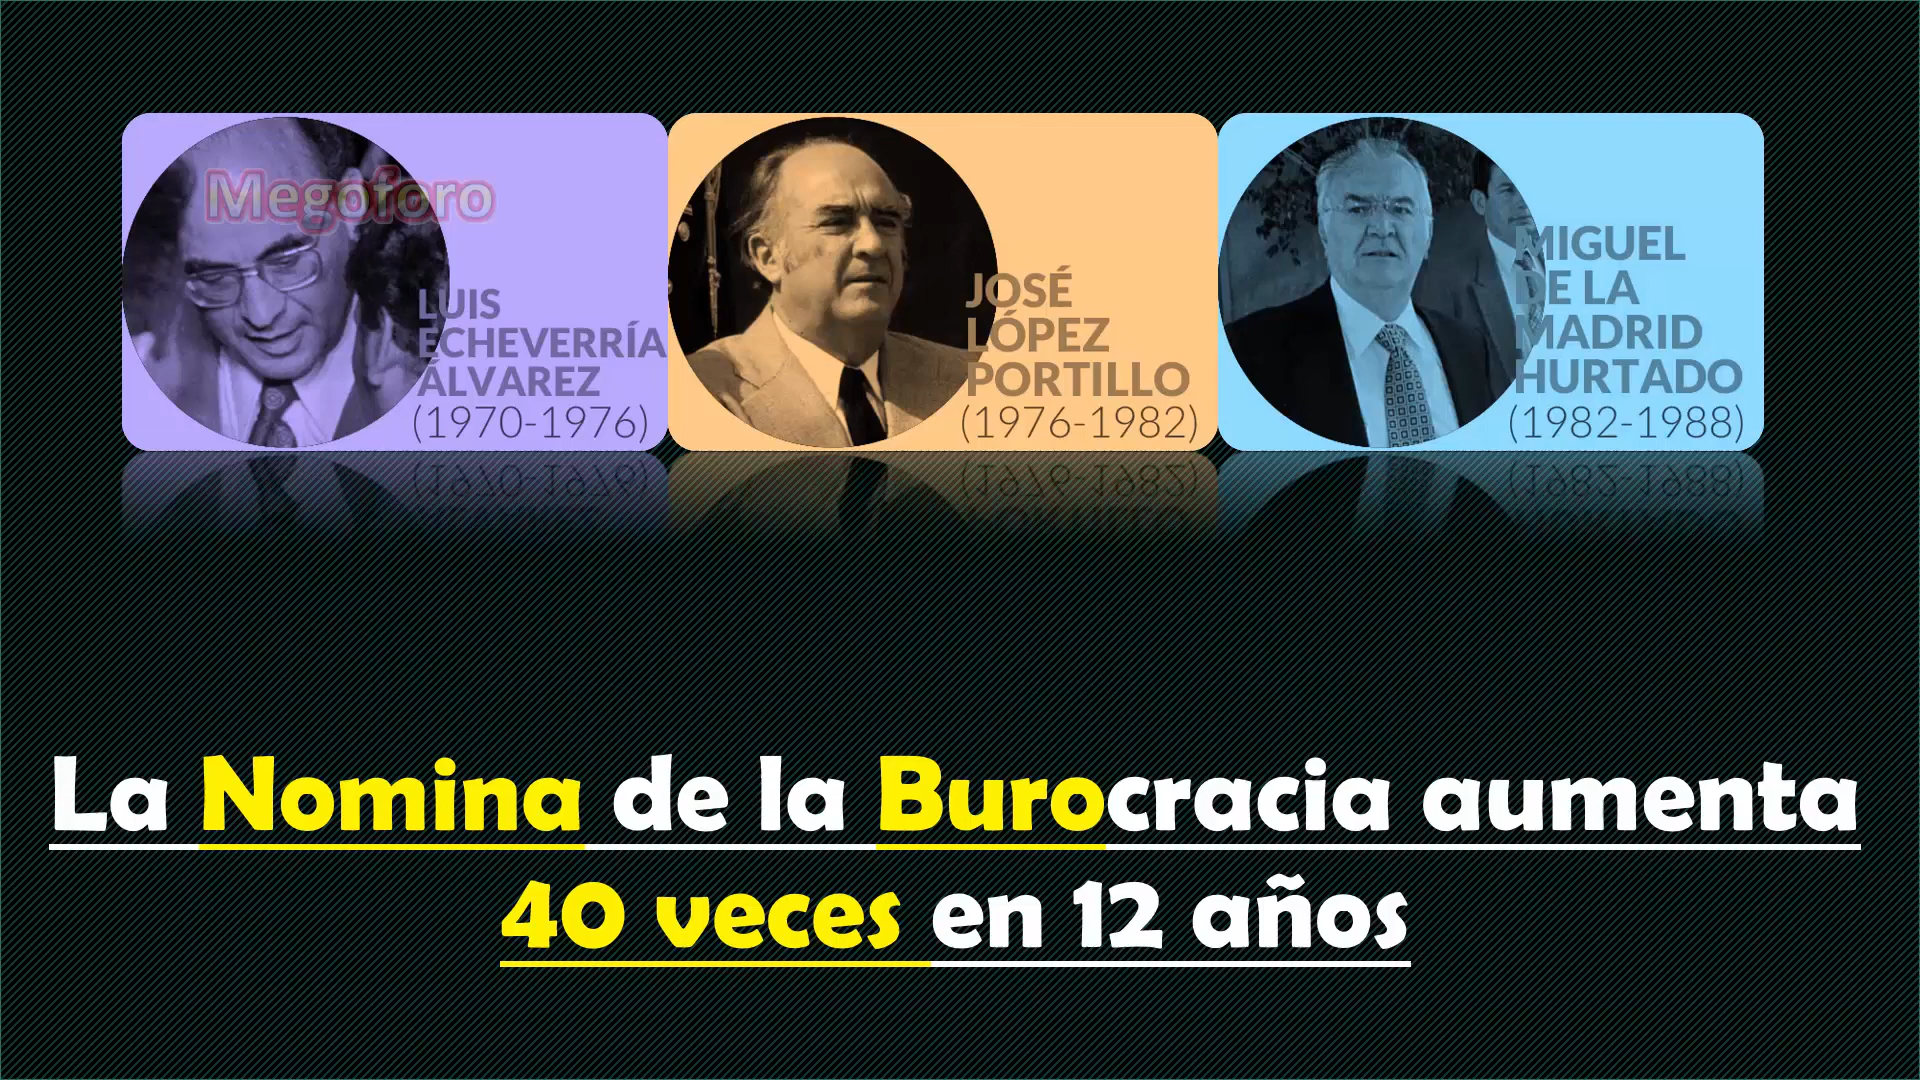 Megaforo
LUIS
ECHEVERRÍA
ÁLVAREZ
(1970-1976)
JOSÉ
LÓPEZ
PORTILLO
(1976-1982)
MIGUEL
DE LA
MADRID
HURTADO
(1982-1988)
La Nomina de la Burocracia aumenta
40 veces en 12 años